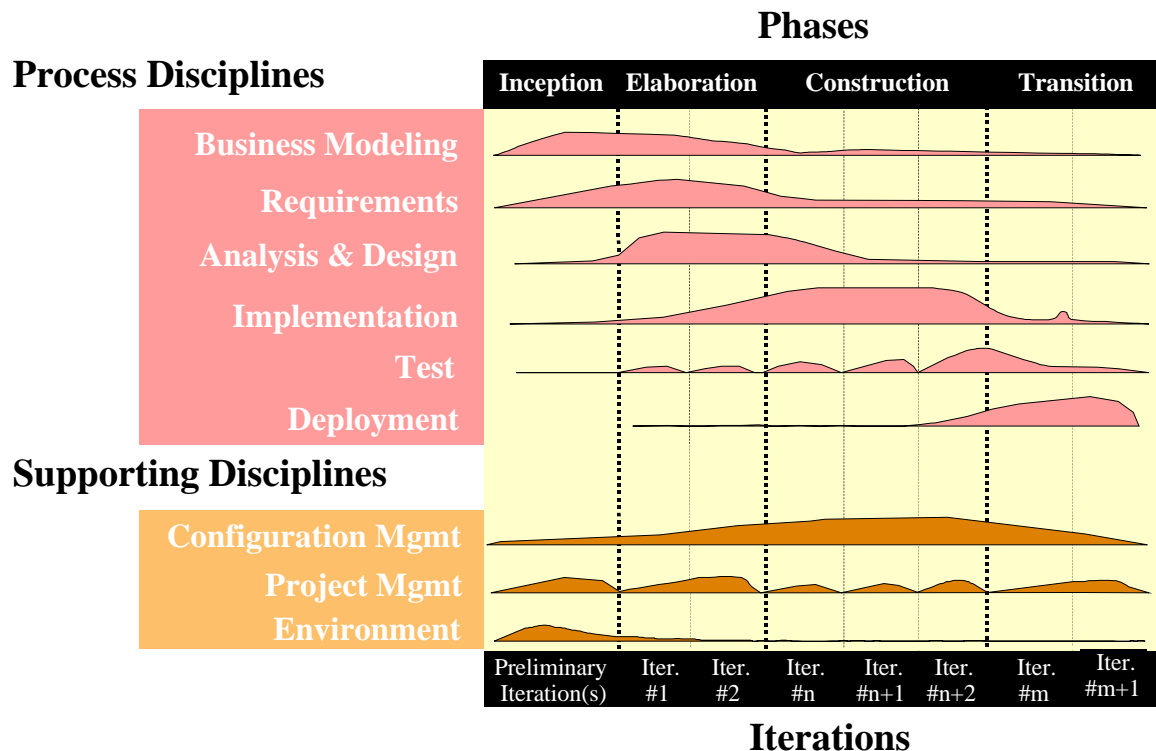 Phases
Process Disciplines
Inception Elaboration Construction Transition
Business Modeling
Requirements
Analysis & Design
Implementation
Test
Deployment
Supporting Disciplines
Configuration Mgmt
Project Mgmt
Environment
Preliminary Iteration(s)
Iter. #1
Iter. #2
Iter. #n
Iter. #n+1
Iter. #n+2
Iter. #m
Iter. #m+1
Iterations